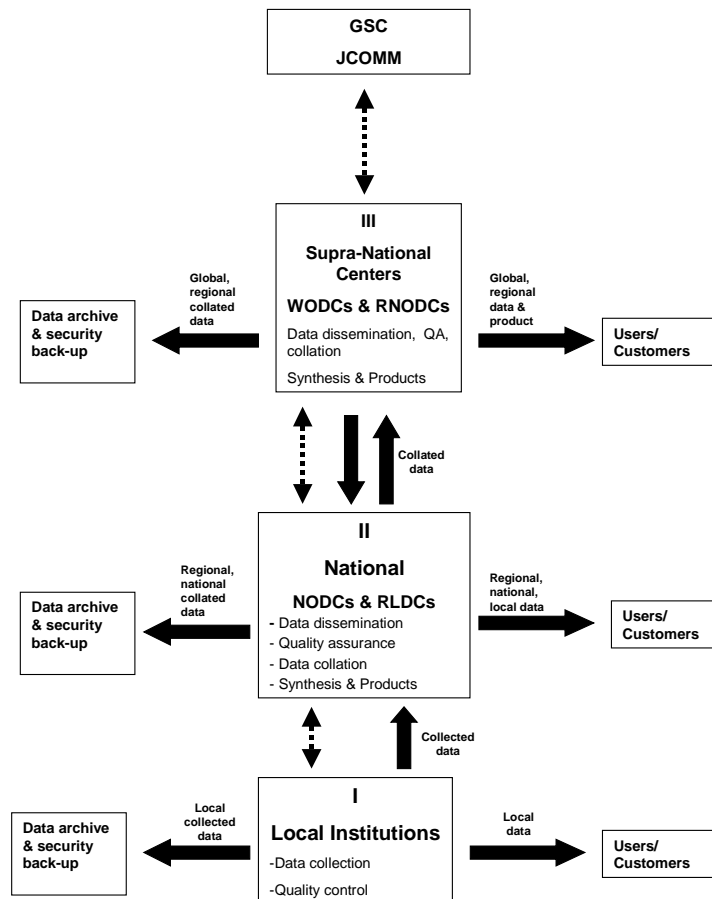 GSC
JCOMM
III
Supra-National
Centers
WODCs & RNODCs
Data dissemination, QA,
collation
Synthesis & Products
Global,
regional
collated
data
Data archive
& security
back-up
Global,
regional
data &
product
Users/
Customers
Collated
data
II
National
NODCs & RLDCs
- Data dissemination
- Quality assurance
- Data collation
- Synthesis & Products
Regional,
national
collated
data
Data archive
& security
back-up
Regional,
national,
local data
Users/
Customers
Collected
data
I
Local Institutions
-Data collection
-Quality control
Local
collected
data
Data archive
& security
back-up
Local
data
Users/
Customers